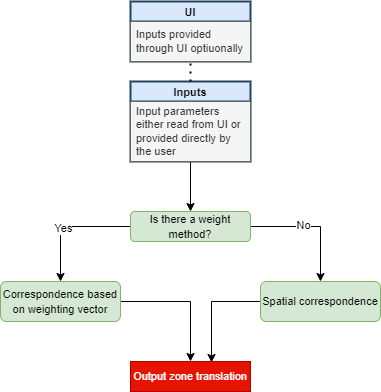 UI
Inputs provided
through UI optiuonally
Inputs
Input parameters
either read from UI or
provided directly by
the user
Is there a weight
method?
Yes
No
Correspondence based
on weighting vector
Spatial correspondence
Output zone translation